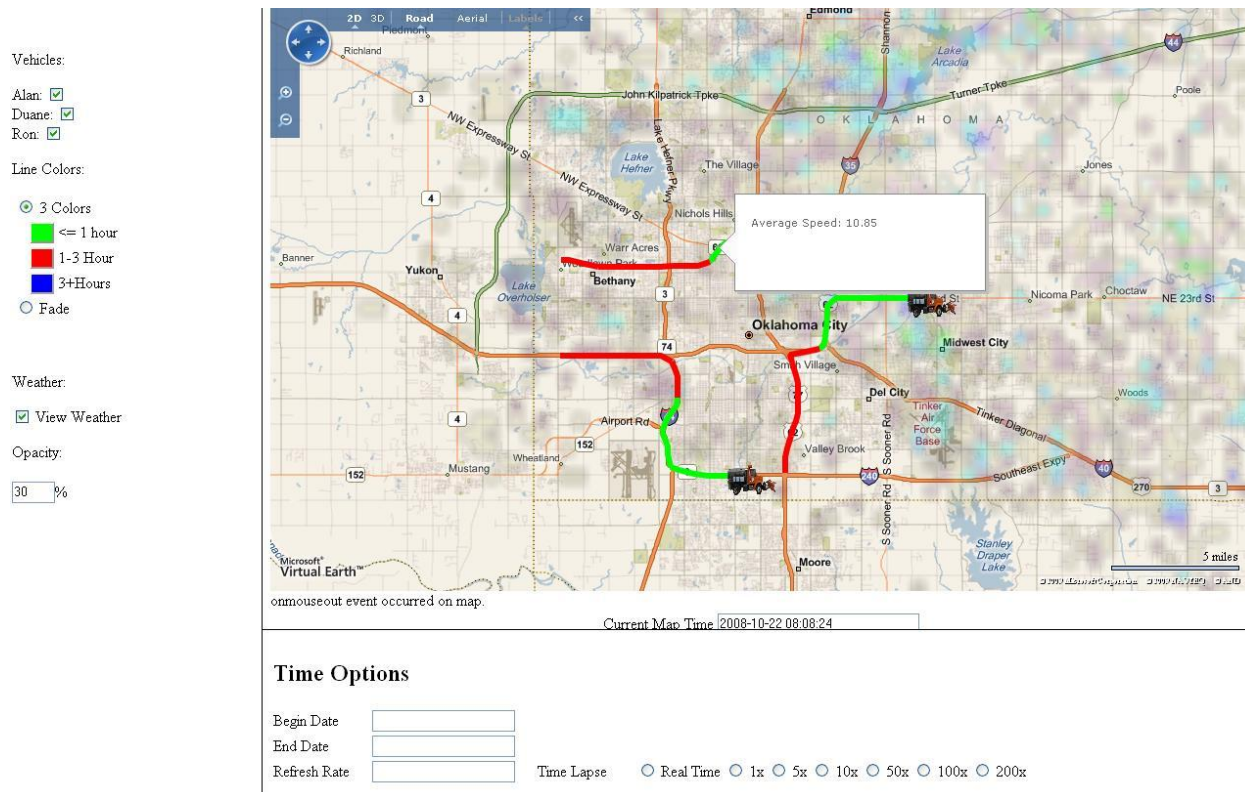 Vehicles:
Alan:
Duane:
Ron:
Line Colors:
3 Colors
<= 1 hour
1-3 Hour
3+Hours
Fade
Weather:
View Weather
Opacity:
30 %
2D 3D Road Aerial Labels <<
Edmond
Piedmont
Richland
Shannon
Lake
Arcadia
44
3
John Kilpatrick Tpke
Turner Tpke
Poole
NW Expressway St
Lake Hefner Pkwy
OKLAHOMA
Lake
Hefner
The Village
35
Jones
4
NW Expressway St
Nichols Hills
Average Speed: 10.85
Banner
Warr Acres
Yukon
Bethany
Lake
Overholser
3
Nicoma Park
Choctaw
NE 23rd St
4
Oklahoma City
74
Midwest City
Smith Village
Del City
Woods
4
Airport Rd
Tinker
Air
Force
Base
Tinker Diagonal
152
Wheatland
Valley Brook
S Sooner Rd
S Sooner Rd
152
Mustang
240
Southeast Expy
40
270
3
Moore
Stanley
Draper
Lake
Microsoft®
Virtual Earth™
5 miles
onmouseout event occurred on map.
Current Map Time 2008-10-22 08:08:24
Time Options
Begin Date
End Date
Refresh Rate Time Lapse Real Time 1x 5x 10x 50x 100x 200x